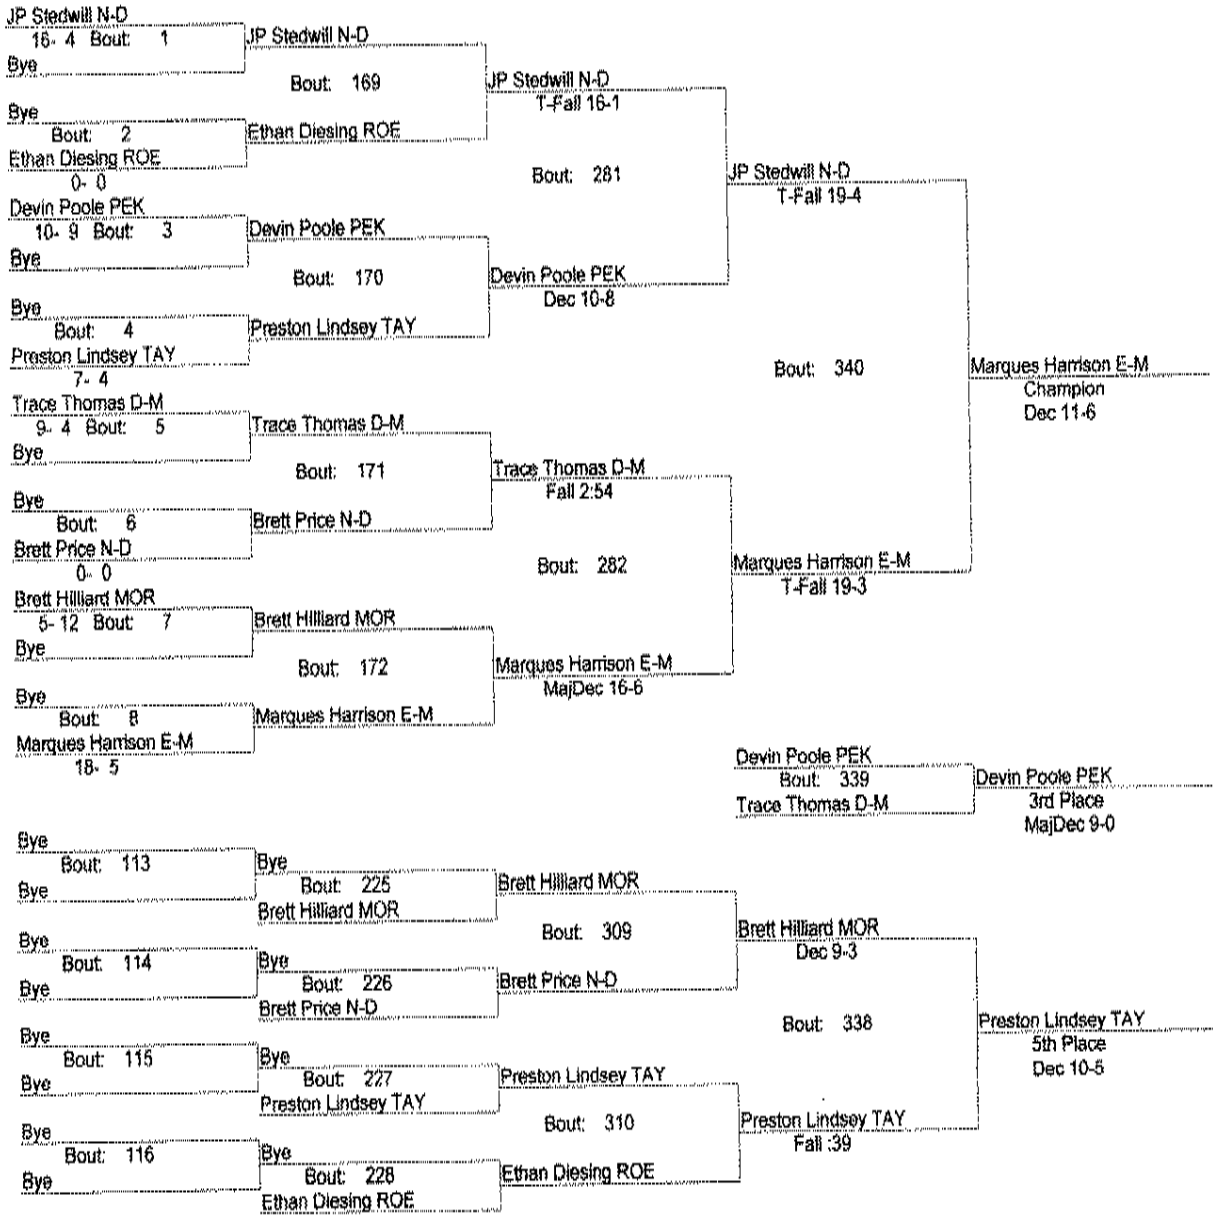 JP Stedwill N-D
16- 4 Bout: 1
Bye
JP Stedwill N-D
Bout: 169
Bye
Bout: 2
Ethan Diesing ROE
0- 0
Ethan Diesing ROE
JP Stedwill N-D
T-Fall 16-1
Bout: 281
Devin Poole PEK
10- 9 Bout: 3
Bye
Devin Poole PEK
Bout: 170
Bye
Bout: 4
Preston Lindsey TAY
7- 4
Preston Lindsey TAY
Devin Poole PEK
Dec 10-8
JP Stedwill N-D
T-Fall 19-4
Bout: 340
Trace Thomas D-M
9- 4 Bout: 5
Bye
Trace Thomas D-M
Bout: 171
Bye
Bout: 6
Brett Price N-D
0- 0
Brett Price N-D
Trace Thomas D-M
Fall 2:54
Bout: 282
Brett Hilliard MOR
5- 12 Bout: 7
Bye
Brett Hilliard MOR
Bout: 172
Bye
Bout: 8
Marques Harrison E-M
18- 5
Marques Harrison E-M
Marques Harrison E-M
MajDec 16-6
Marques Harrison E-M
T-Fall 19-3
Marques Harrison E-M
Champion
Dec 11-6
Devin Poole PEK
Bout: 339
Trace Thomas D-M
Devin Poole PEK
3rd Place
MajDec 9-0
Bye
Bout: 113
Bye
Bye
Bout: 225
Brett Hilliard MOR
Brett Hilliard MOR
Bout: 309
Bye
Bout: 114
Bye
Bye
Bout: 226
Brett Price N-D
Brett Price N-D
Brett Hilliard MOR
Dec 9-3
Bout: 338
Bye
Bout: 115
Bye
Bye
Bout: 227
Preston Lindsey TAY
Preston Lindsey TAY
Bout: 310
Bye
Bout: 116
Bye
Bye
Bout: 228
Ethan Diesing ROE
Ethan Diesing ROE
Preston Lindsey TAY
Fall :39
Preston Lindsey TAY
5th Place
Dec 10-5